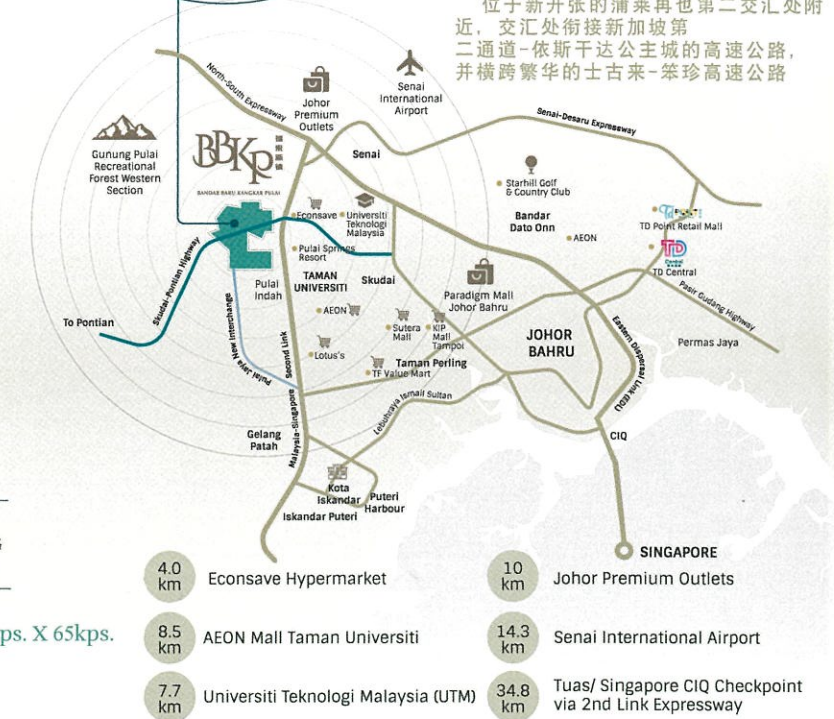 位于新开张的蒲莱再也第二交汇处附
近，交汇处衔接新加坡第
二通道-依斯干达公主城的高速公路，
并横跨繁华的士古来-笨珍高速公路
North-South Expressway
Johor
Premium
Outlets
Senai
International
Airport
Senai-Desaru Expressway
Gunung Pulai
Recreational
Forest Western
Section
BBKP
BANDAR BARU KANGKAR PULAI
Senai
Econsave
Universiti
Teknologi
Malaysia
Starhill Golf
& Country Club
Bandar
Dato Onn
AEON
TD Point Retail Mall
TD
Central
TD Central
Pulai Springs
Resort
TAMAN
UNIVERSITI
Skudai
Pulai
Indah
Paradigm Mall
Johor Bahru
Pasir Gudang Highway
Permas Jaya
To Pontian
Skudai-Pontian Highway
Pulai Jaya New Interchange
Malaysia-Singapore Second Link
AEON
Sutera
Mall
KIP
Mall
Tampoi
Lotus's
TF Value Mart
Taman Perling
JOHOR
BAHRU
Eastern Dispersal Link (EDL)
Lebuhraya Ismail Sultan
Gelang
Patah
CIQ
Kota
Iskandar
Puteri
Harbour
Iskandar Puteri
SINGAPORE
4.0
km
Econsave Hypermarket
10
km
Johor Premium Outlets
ps. X 65kps.
8.5
km
AEON Mall Taman Universiti
14.3
km
Senai International Airport
7.7
km
Universiti Teknologi Malaysia (UTM)
34.8
km
Tuas/ Singapore CIQ Checkpoint
via 2nd Link Expressway